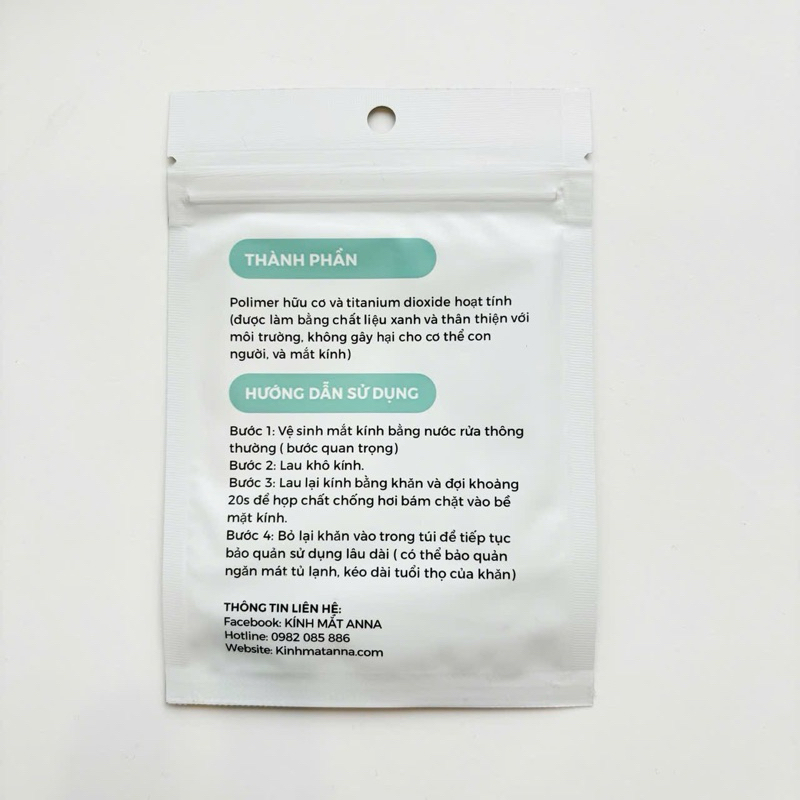 THÀNH PHẦN
Polimer hữu cơ và titanium dioxide hoạt tính
(được làm bằng chất liệu xanh và thân thiện với
môi trường, không gây hại cho cơ thể con
người, và mắt kính)
HƯỚNG DẪN SỬ DỤNG
Bước 1: Vệ sinh mắt kính bằng nước rửa thông
thường ( bước quan trọng)
Bước 2: Lau khô kính.
Bước 3: Lau lại kính bằng khăn và đợi khoảng
20s để họp chất chống hơi bám chặt vào bề
mặt kính.
Bước 4: Bỏ lại khăn vào trong túi để tiếp tục
bảo quản sử dụng lâu dài ( có thể bảo quản
ngăn mát tủ lạnh, kéo dài tuổi thọ của khăn)
THÔNG TIN LIÊN HỆ:
Facebook: KÍNH MẮT ANNA
Hotline: 0982 085 886
Website: Kinhmatanna.com